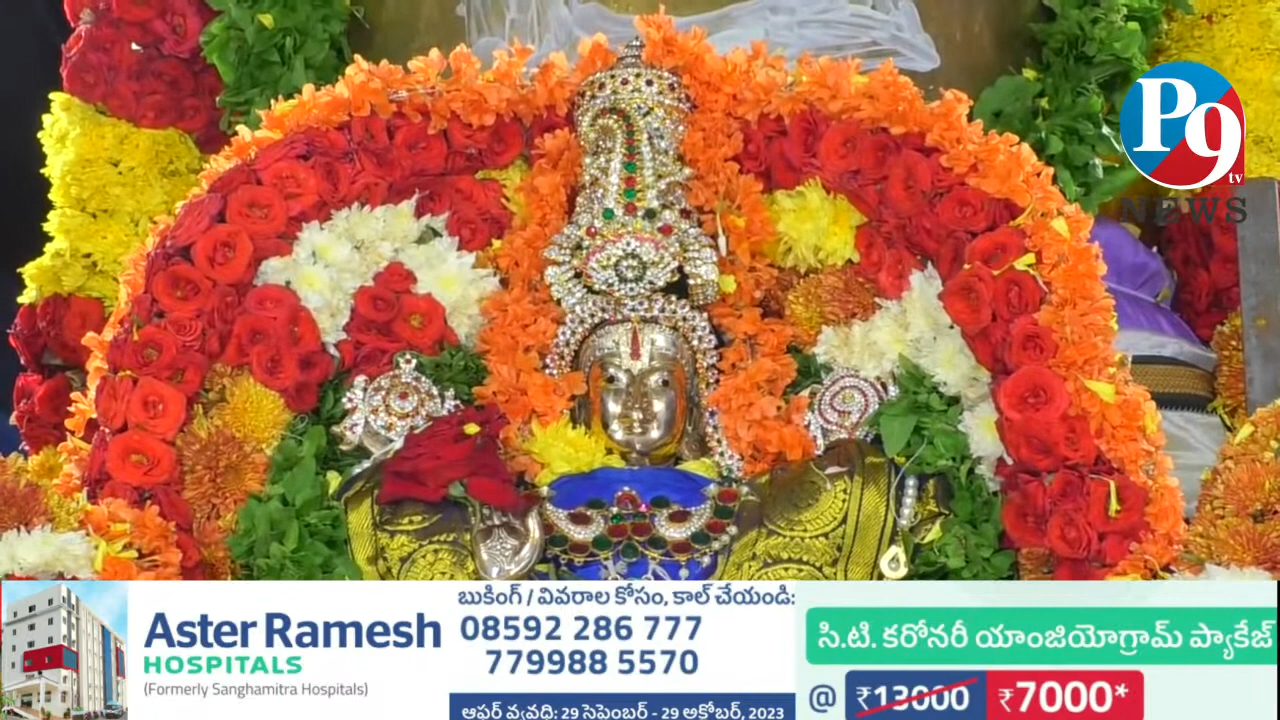 P9
tv
NEWS
Aster Ramesh
HOSPITALS
(Formerly Sanghamitra Hospitals)
బుకింగ్ / వివరాల కోసం, కాల్ చేయండి:
08592 286 777
779988 5570
ఆఫర్ వ్యవధి: 29 సెప్టెంబర్ - 29 అక్టోబర్, 2023
సి.టి. కరోనరీ యాంజియోగ్రామ్ ప్యాకేజ్
@ ₹13000 ₹7000*